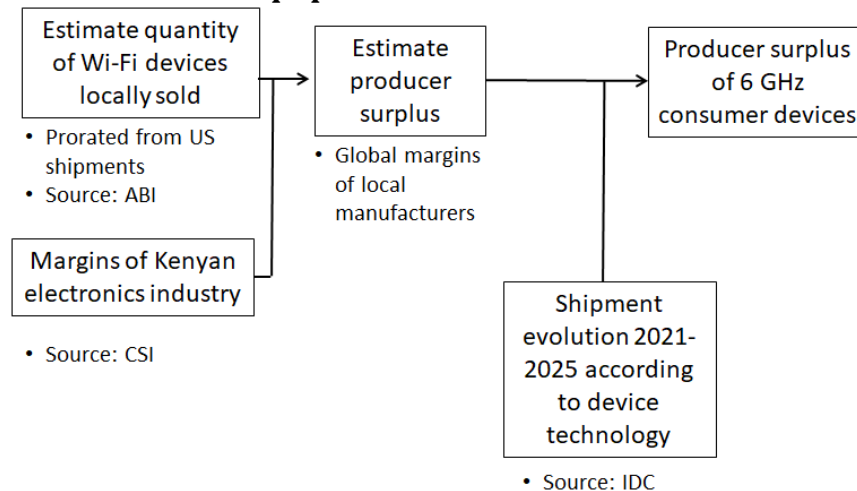 Estimate quantity
of Wi-Fi devices
locally sold
• Prorated from US
shipments
• Source: ABI
Margins of Kenyan
electronics industry
• Source: CSI
Estimate
producer
surplus
• Global margins
of local
manufacturers
Shipment
evolution 2021-
2025 according
to device
technology
• Source: IDC
Producer surplus
of 6 GHz
consumer devices